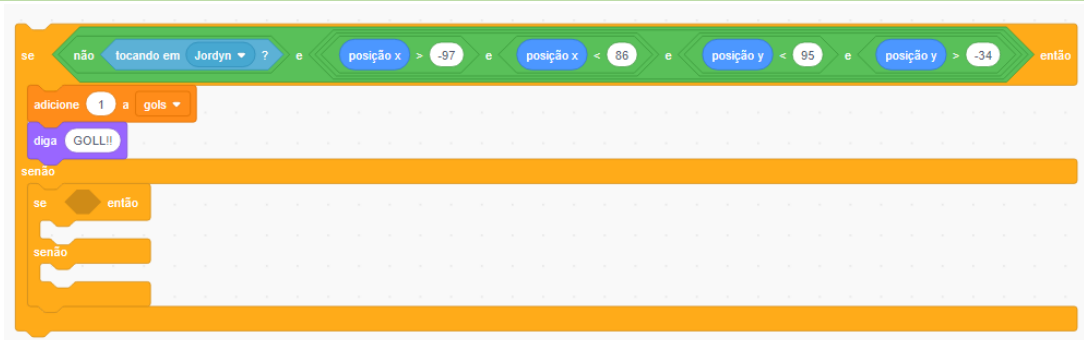 se não tocando em Jordyn ? e posição x > -97 e posição x < 86 e posição y < 95 e posição y > -34 então
adicione 1 a gols
diga GOLL!!
senão
se então
senão